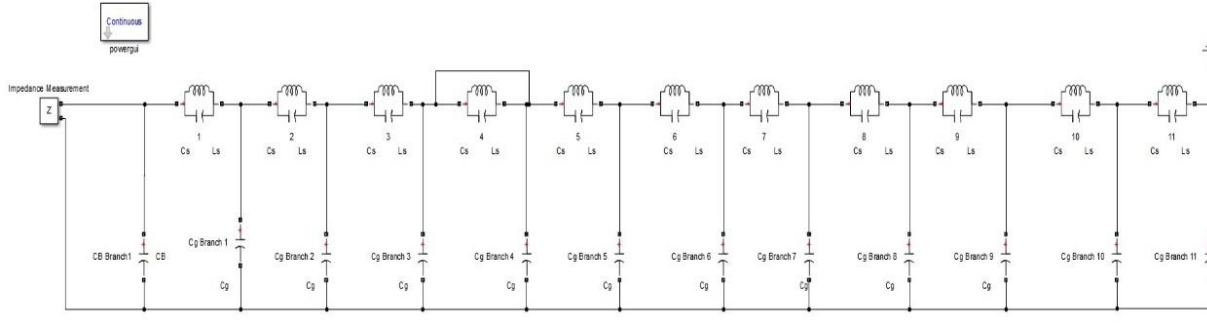 Continuous
powergui
Impedance Measurement
Z
1 2 3 4 5 6 7 8 9 10 11
Cs Ls Cs Ls Cs Ls Cs Ls Cs Ls Cs Ls Cs Ls Cs Ls Cs Ls Cs Ls Cs Ls
Cg Branch 1
CB Branch1 CB Cg Branch 2 Cg Branch 3 Cg Branch 4 Cg Branch 5 Cg Branch 6 Cg Branch 7 Cg Branch 8 Cg Branch 9 Cg Branch 10 Cg Branch 11
Cg Cg Cg Cg Cg Cg Cg Cg Cg